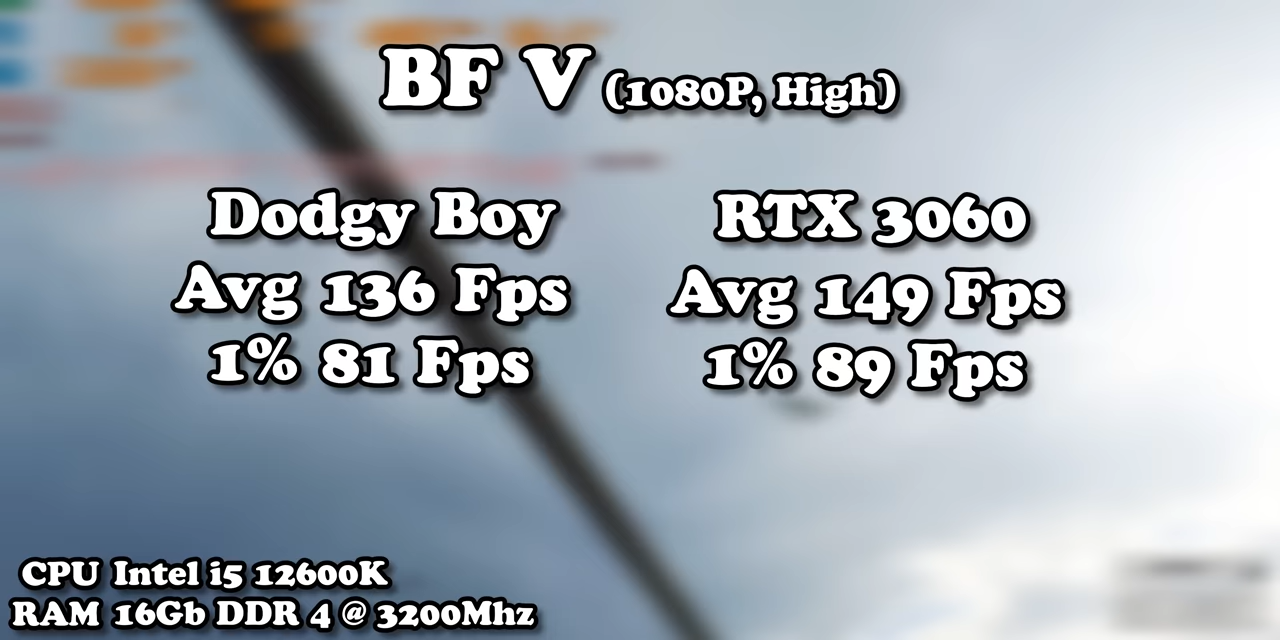 BF V (1080P, High)
Dodgy Boy
Avg 136 Fps
1% 81 Fps
RTX 3060
Avg 149 Fps
1% 89 Fps
CPU Intel i5 12600K
RAM 16Gb DDR 4 @ 3200Mhz